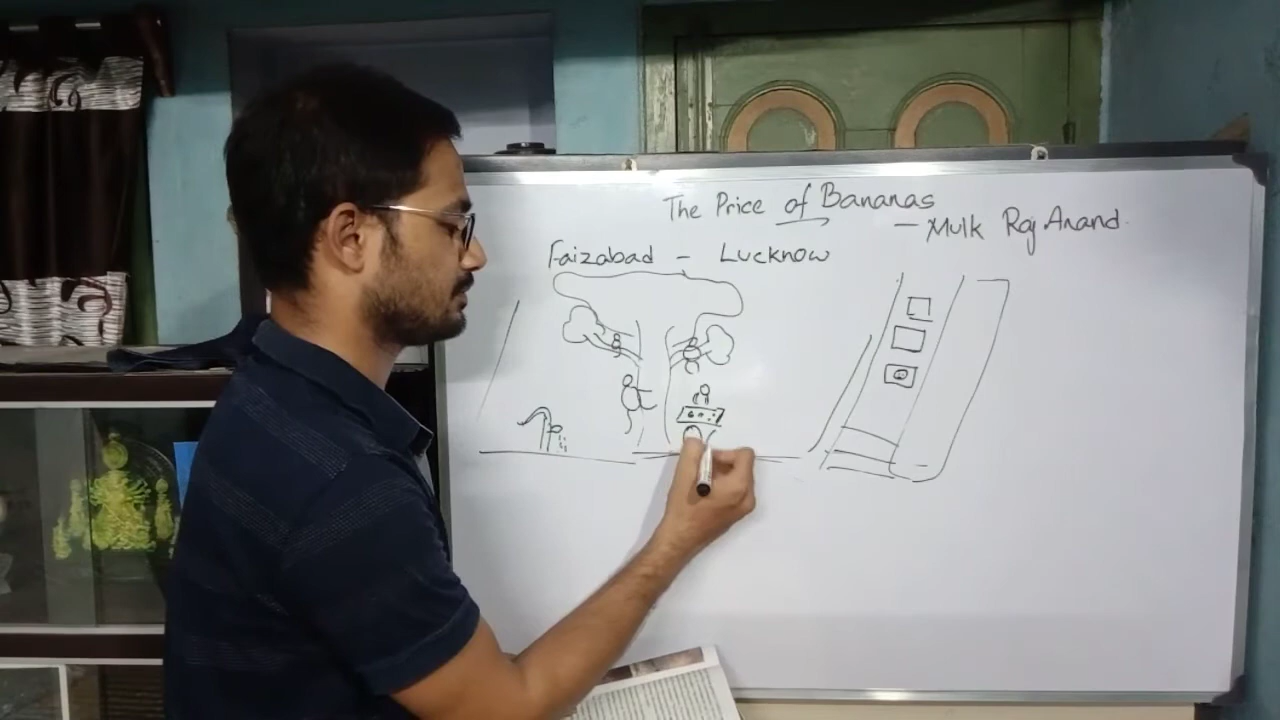 The Price of Bananas
— Mulk Raj Anand.
Faizabad – Lucknow